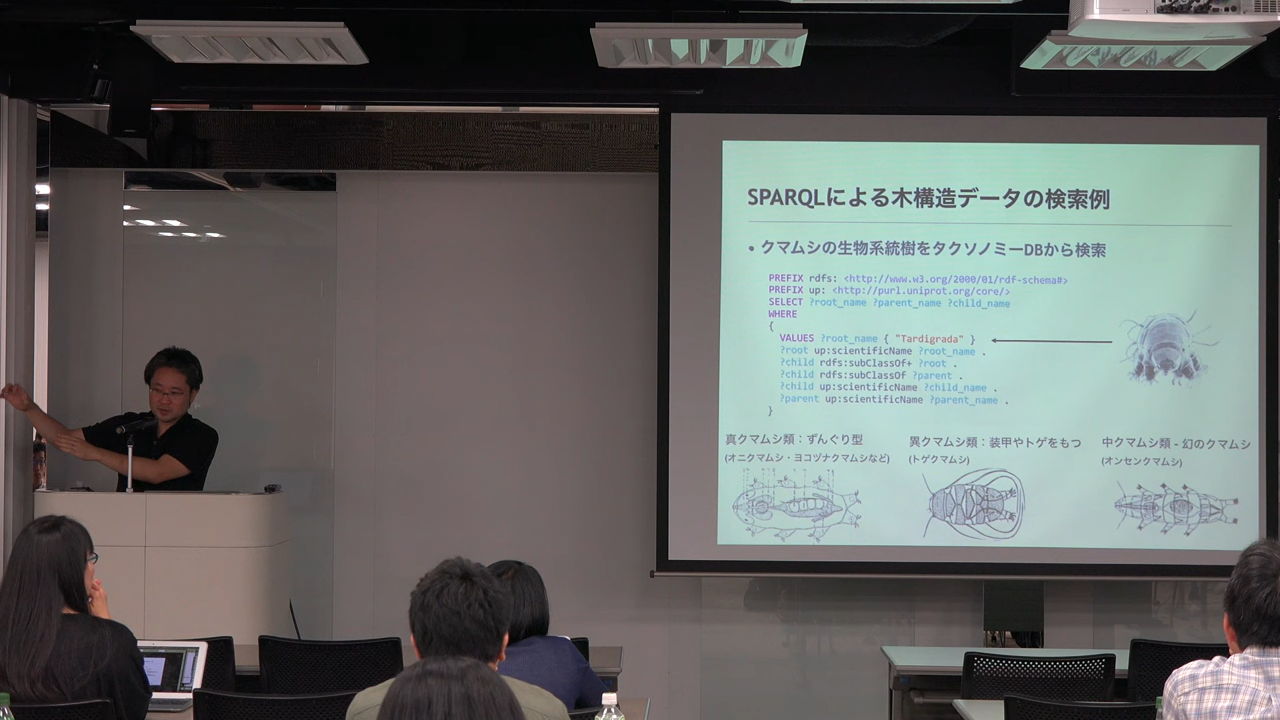 SPARQLによる木構造データの検索例
• クマムシの生物系統樹をタクソノミーDBから検索
PREFIX rdfs: <http://www.w3.org/2000/01/rdf-schema#>
PREFIX up: <http://purl.uniprot.org/core/>
SELECT ?root_name ?parent_name ?child_name
WHERE
{
VALUES ?root_name { "Tardigrada" }
?root up:scientificName ?root_name .
?child rdfs:subClassOf+ ?root .
?child rdfs:subClassOf ?parent .
?child up:scientificName ?child_name .
?parent up:scientificName ?parent_name .
}
真クマムシ類：ずんぐり型
(オニクマムシ・ヨコヅナクマムシなど)
異クマムシ類：装甲やトゲをもつ
(トゲクマムシ)
中クマムシ類 - 幻のクマムシ
(オンセンクマムシ)